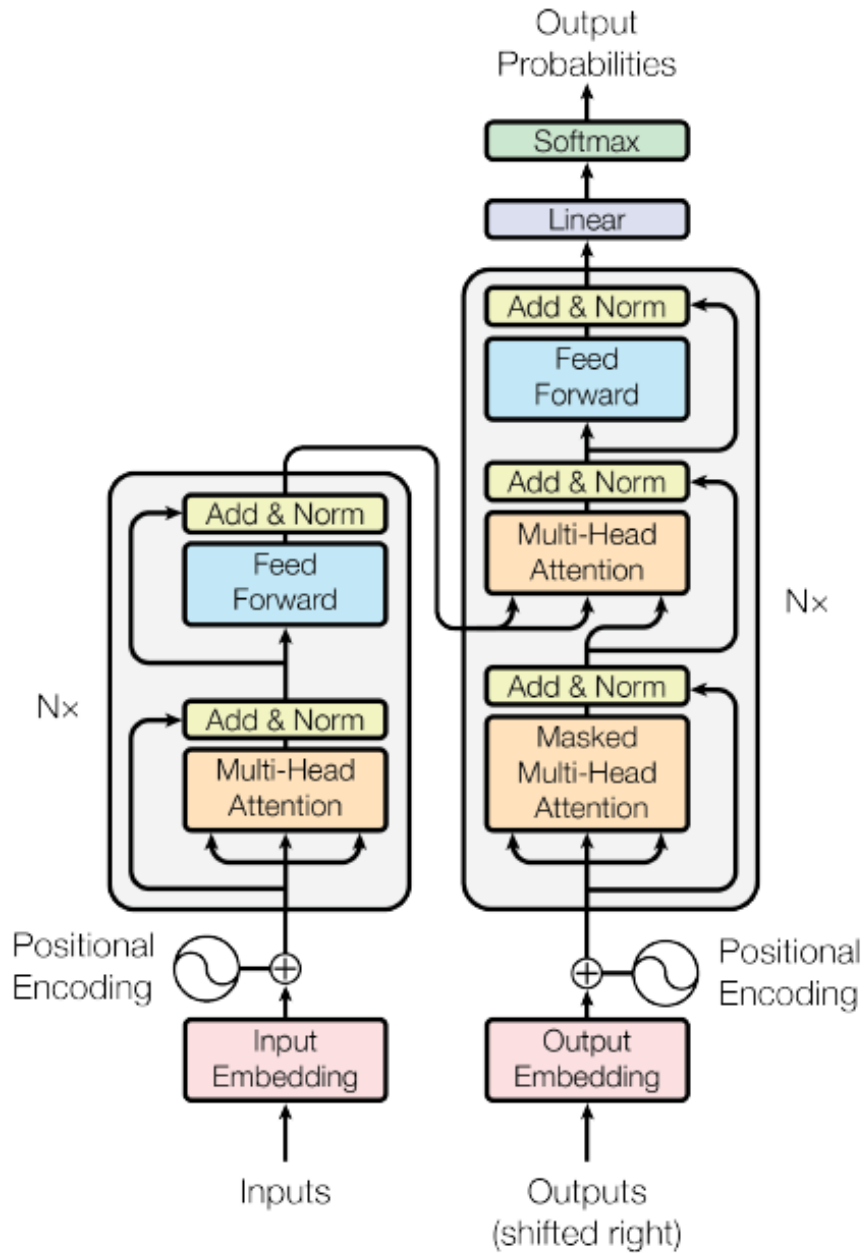 Output
Probabilities
Softmax
Linear
Add & Norm
Feed
Forward
Add & Norm
Multi-Head
Attention
Nx
Add & Norm
Masked
Multi-Head
Attention
Add & Norm
Feed
Forward
Nx
Add & Norm
Multi-Head
Attention
Positional
Encoding
Positional
Encoding
Input
Embedding
Output
Embedding
Inputs
Outputs
(shifted right)